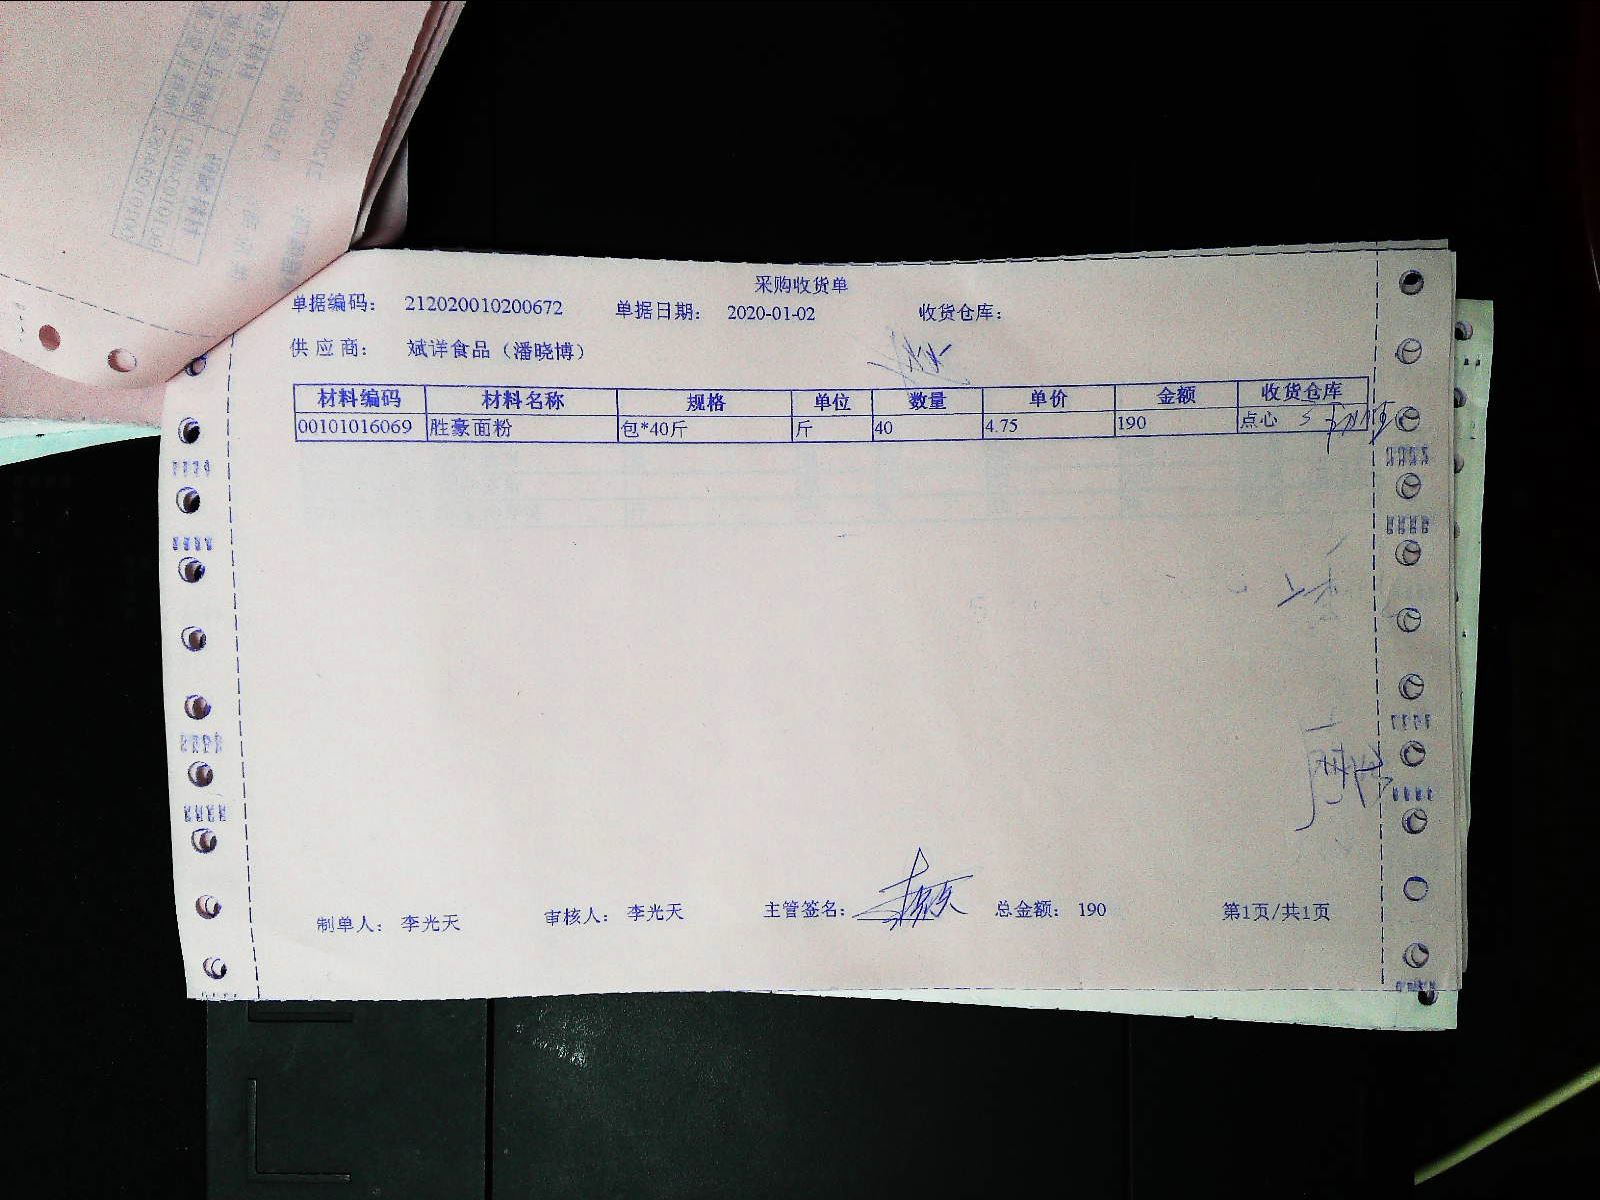 采购收货单
单据编码： 212020010200672 单据日期： 2020-01-02 收货仓库：
供应商： 斌详食品（潘晓博）
材料编码 材料名称 规格 单位 数量 单价 金额 收货仓库
00101016069 胜豪面粉 包*40斤 斤 40 4.75 190 点心
制单人： 李光天 审核人： 李光天 主管签名： 总金额： 190 第1页/共1页